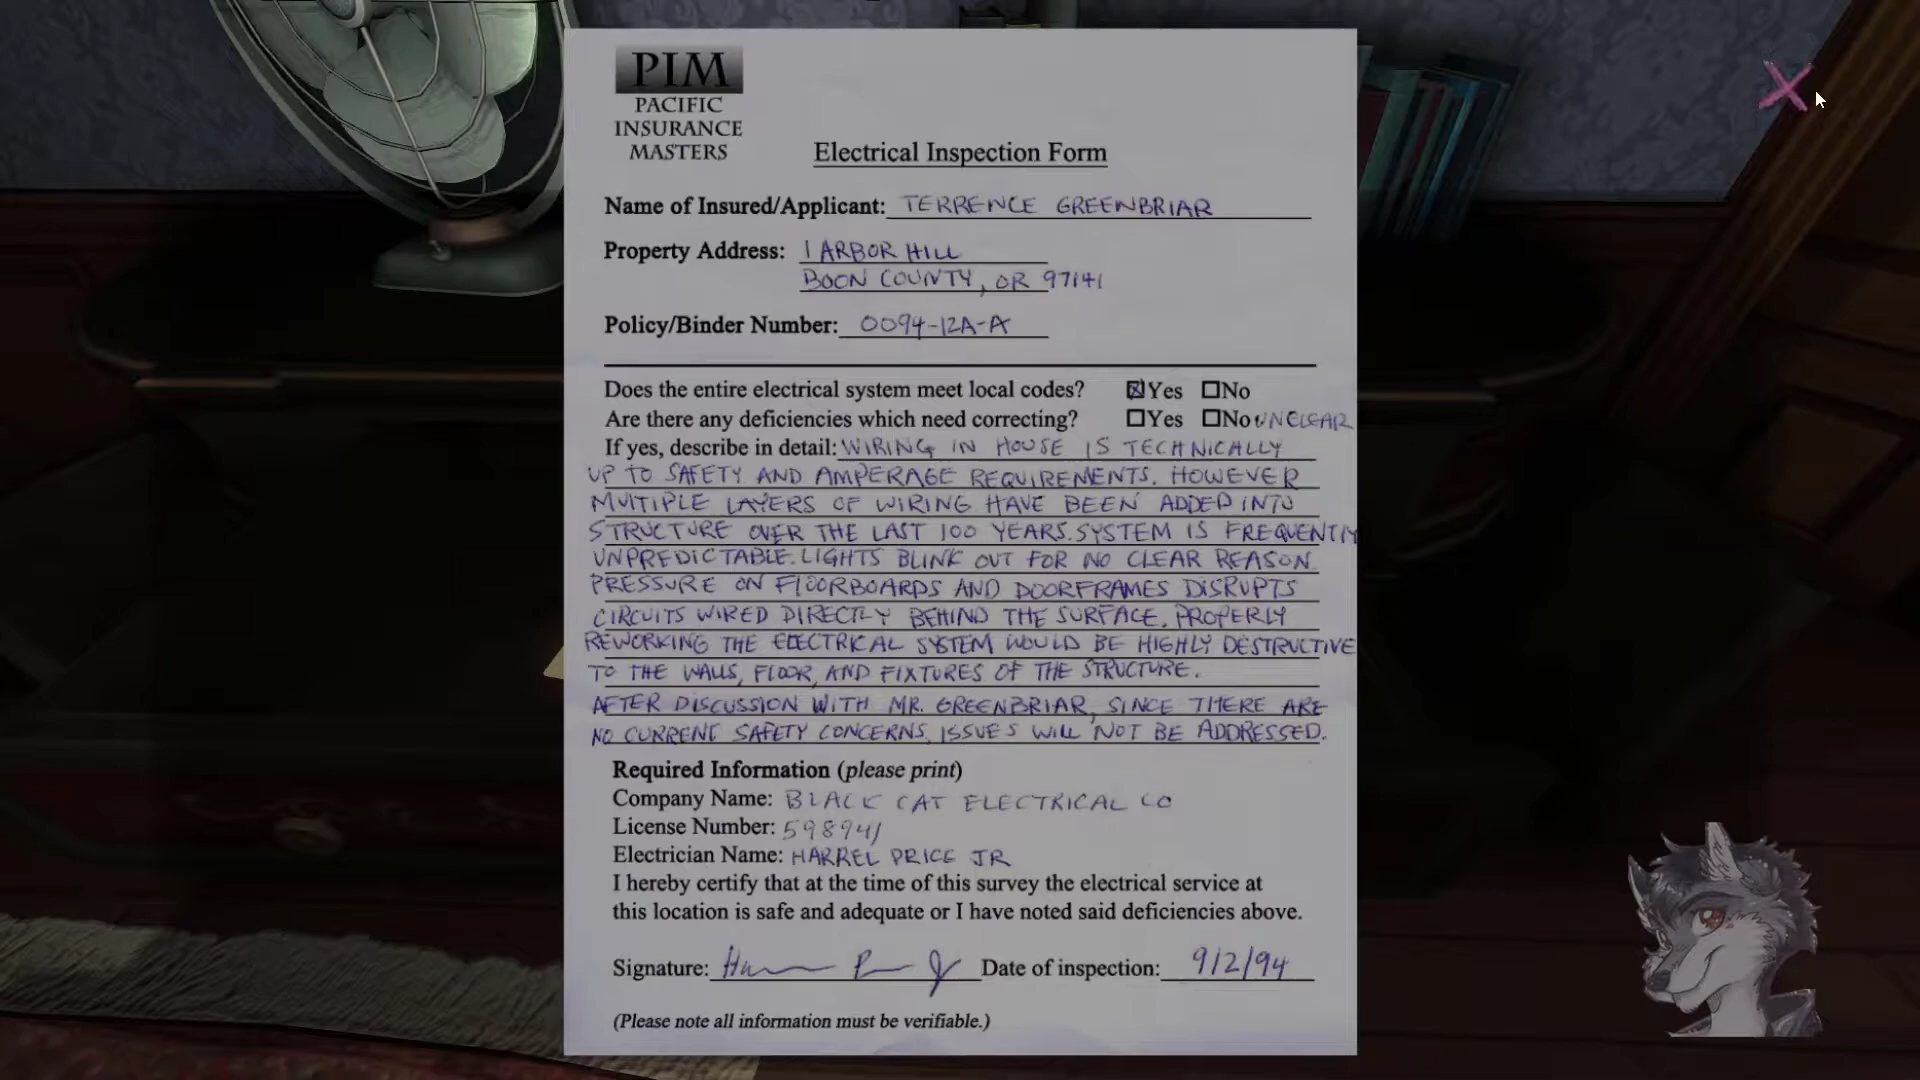 PIM
PACIFIC
INSURANCE
MASTERS
Electrical Inspection Form
Name of Insured/Applicant: TERRENCE GREENBRIAR
Property Address: 1 ARBOR HILL
BOON COUNTY, OR 97141
Policy/Binder Number: 0094-12A-A
Does the entire electrical system meet local codes? ☒Yes ☐No
Are there any deficiencies which need correcting? ☐Yes ☐No UNCLEAR
If yes, describe in detail: WIRING IN HOUSE IS TECHNICALLY
UP TO SAFETY AND AMPERAGE REQUIREMENTS. HOWEVER
MULTIPLE LAYERS OF WIRING HAVE BEEN ADDED INTO
STRUCTURE OVER THE LAST 100 YEARS. SYSTEM IS FREQUENTLY
UNPREDICTABLE. LIGHTS BLINK OUT FOR NO CLEAR REASON.
PRESSURE ON FLOORBOARDS AND DOORFRAMES DISRUPTS
CIRCUITS WIRED DIRECTLY BEHIND THE SURFACE. PROPERLY
REWORKING THE ELECTRICAL SYSTEM WOULD BE HIGHLY DESTRUCTIVE
TO THE WALLS, FLOOR, AND FIXTURES OF THE STRUCTURE.
AFTER DISCUSSION WITH MR. GREENBRIAR, SINCE THERE ARE
NO CURRENT SAFETY CONCERNS, ISSUES WILL NOT BE ADDRESSED.
Required Information (please print)
Company Name: BLACK CAT ELECTRICAL CO
License Number: 598941
Electrician Name: HARREL PRICE JR
I hereby certify that at the time of this survey the electrical service at
this location is safe and adequate or I have noted said deficiencies above.
Signature: Date of inspection: 9/2/94
(Please note all information must be verifiable.)